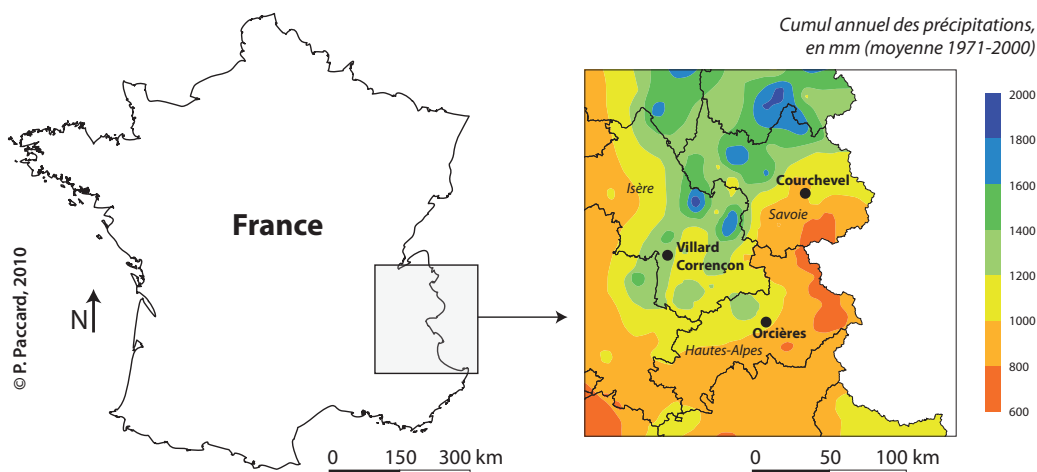 Cumul annuel des précipitations,
en mm (moyenne 1971-2000)
2000
1800
1600
1400
1200
1000
800
600
Courchevel
Isère
Savoie
Villard
Corrençon
Orcières
Hautes-Alpes
France
N
© P. Paccard, 2010
0 150 300 km
0 50 100 km